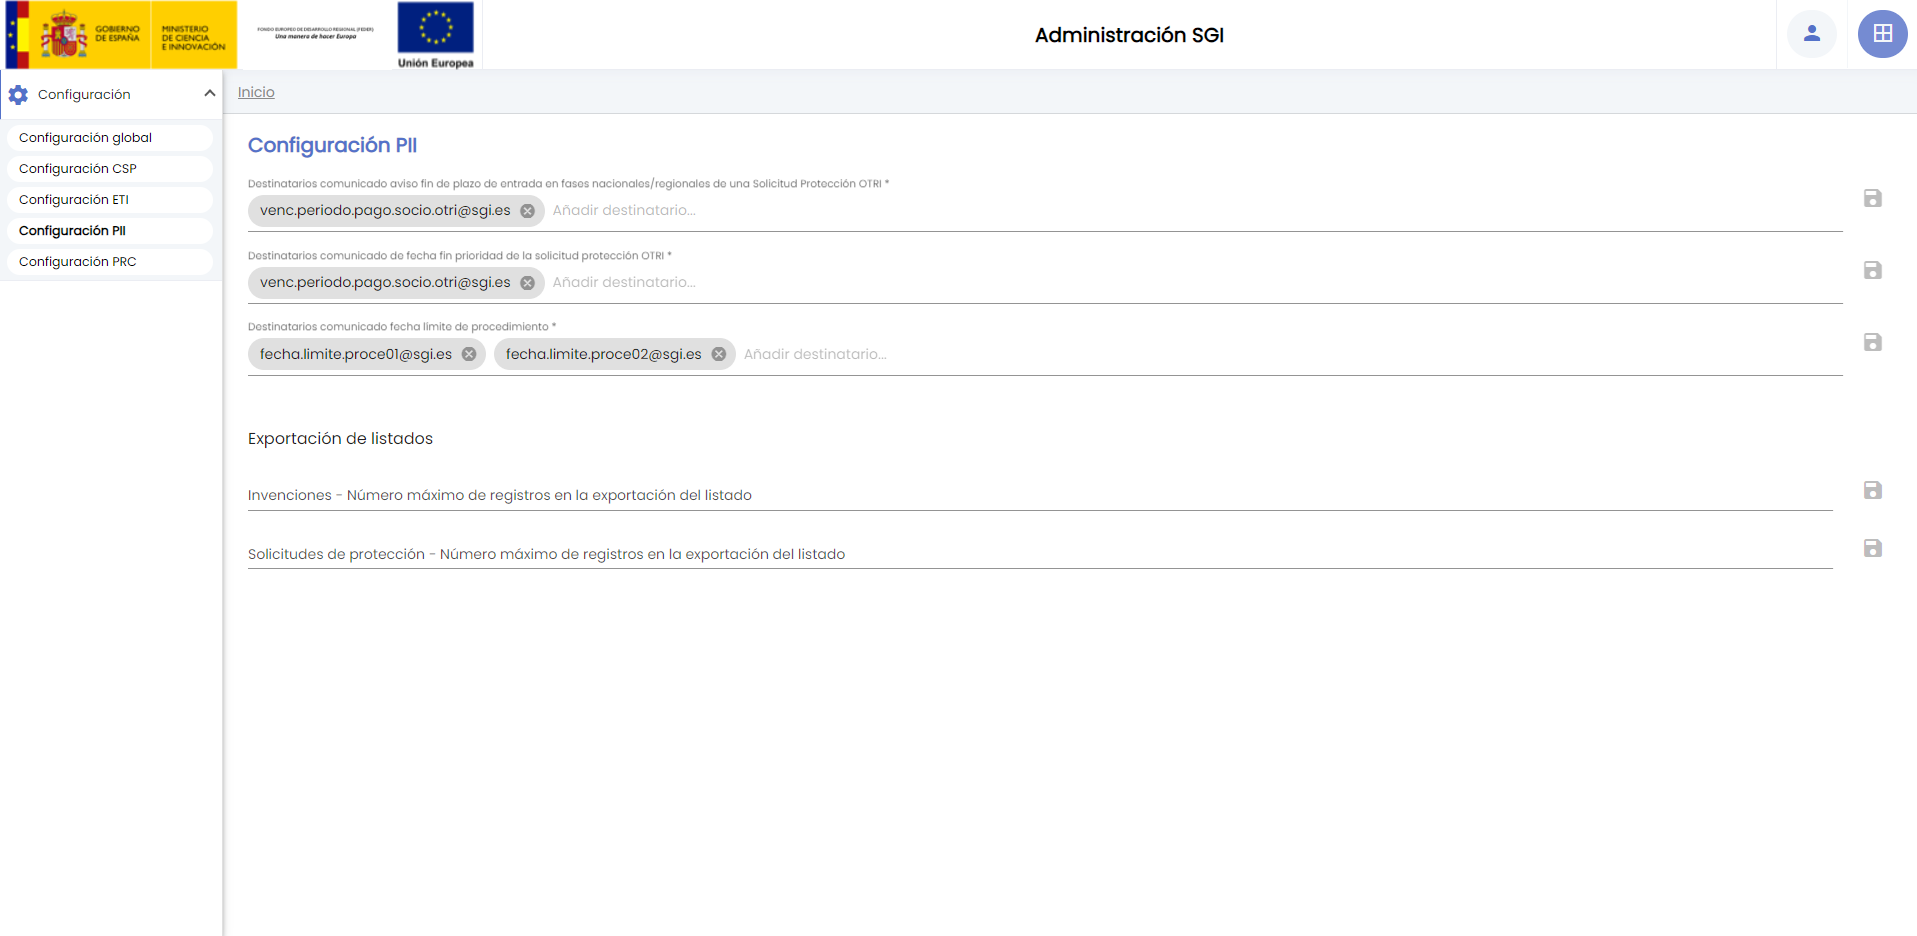 GOBIERNO
DE ESPAÑA
MINISTERIO
DE CIENCIA
E INNOVACIÓN
FONDO EUROPEO DE DESARROLLO REGIONAL (FEDER)
Una manera de hacer Europa
Unión Europea
Administración SGI
Configuración
Inicio
Configuración global
Configuración CSP
Configuración ETI
Configuración PII
Configuración PRC
Configuración PII
Destinatarios comunicado aviso fin de plazo de entrada en fases nacionales/regionales de una Solicitud Protección OTRI *
venc.periodo.pago.socio.otri@sgi.es Añadir destinatario...
Destinatarios comunicado de fecha fin prioridad de la solicitud protección OTRI *
venc.periodo.pago.socio.otri@sgi.es Añadir destinatario...
Destinatarios comunicado fecha limite de procedimiento *
fecha.limite.proce01@sgi.es fecha.limite.proce02@sgi.es Añadir destinatario...
Exportación de listados
Invenciones - Número máximo de registros en la exportación del listado
Solicitudes de protección - Número máximo de registros en la exportación del listado